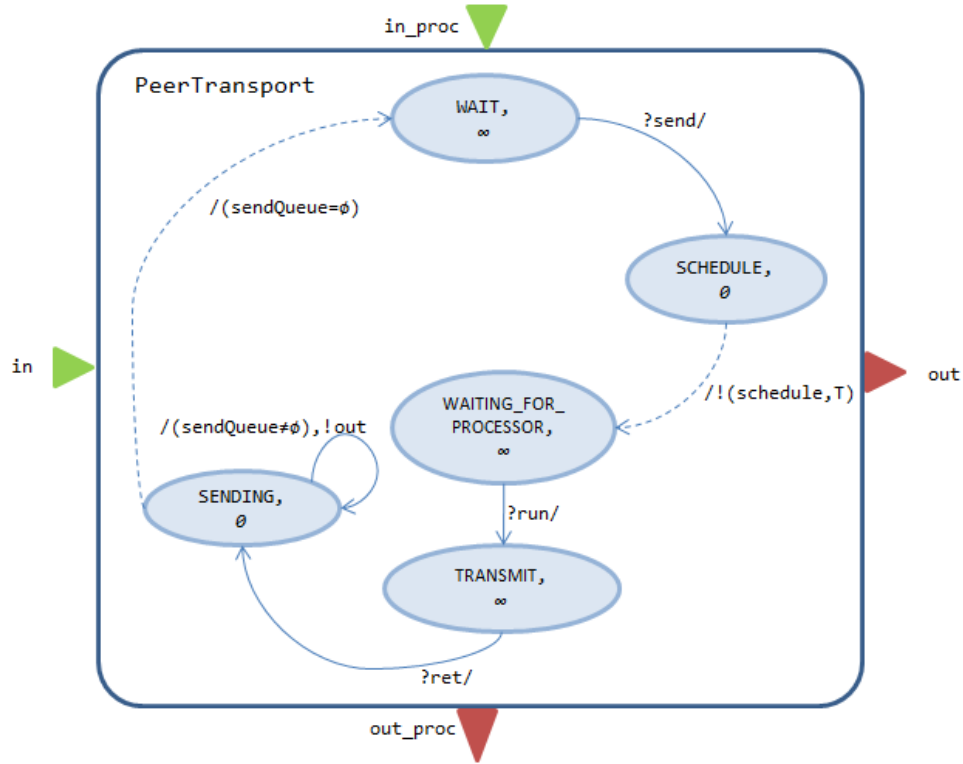 in_proc
PeerTransport
WAIT,
∞
?send/
/(sendQueue=ø)
SCHEDULE,
0
in
out
/!(schedule,T)
WAITING_FOR_
PROCESSOR,
∞
/(sendQueue≠ø),!out
SENDING,
0
?run/
TRANSMIT,
∞
?ret/
out_proc